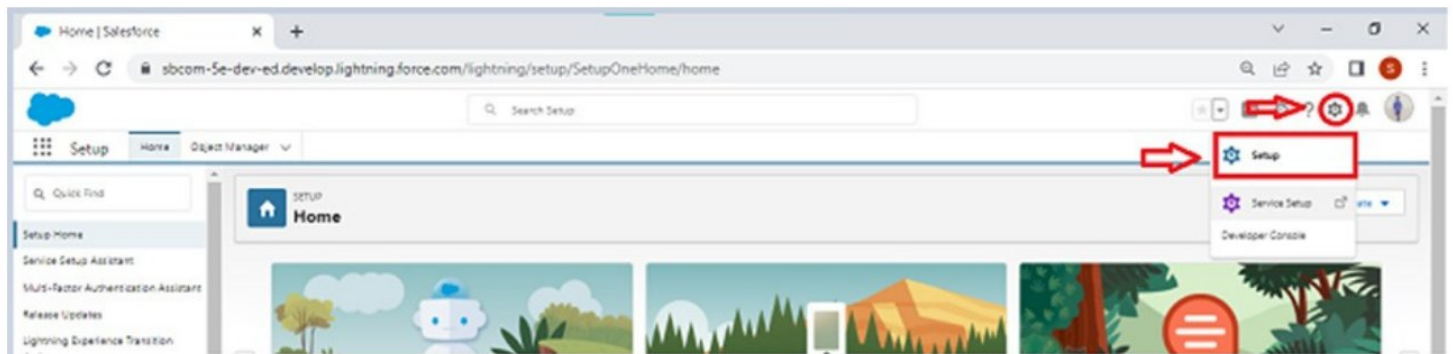 Home | Salesforce
sbcom-5e-dev-ed.develop.lightning.force.com/lightning/setup/SetupOneHome/home
S
Search Setup
?
Setup Home Object Manager
Setup
Quick Find
SETUP
Home
Service Setup
Setup Home
Developer Console
Service Setup Assistant
Multi-Factor Authentication Assistant
Release Updates
Lightning Experience Transition